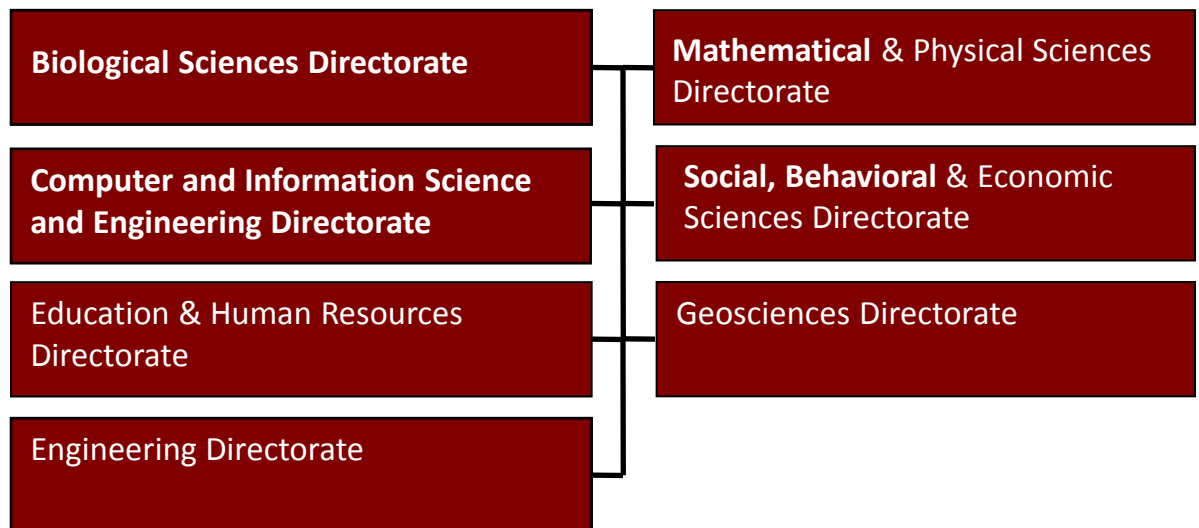 Biological Sciences Directorate
Mathematical & Physical Sciences
Directorate
Computer and Information Science
and Engineering Directorate
Social, Behavioral & Economic
Sciences Directorate
Education & Human Resources
Directorate
Geosciences Directorate
Engineering Directorate